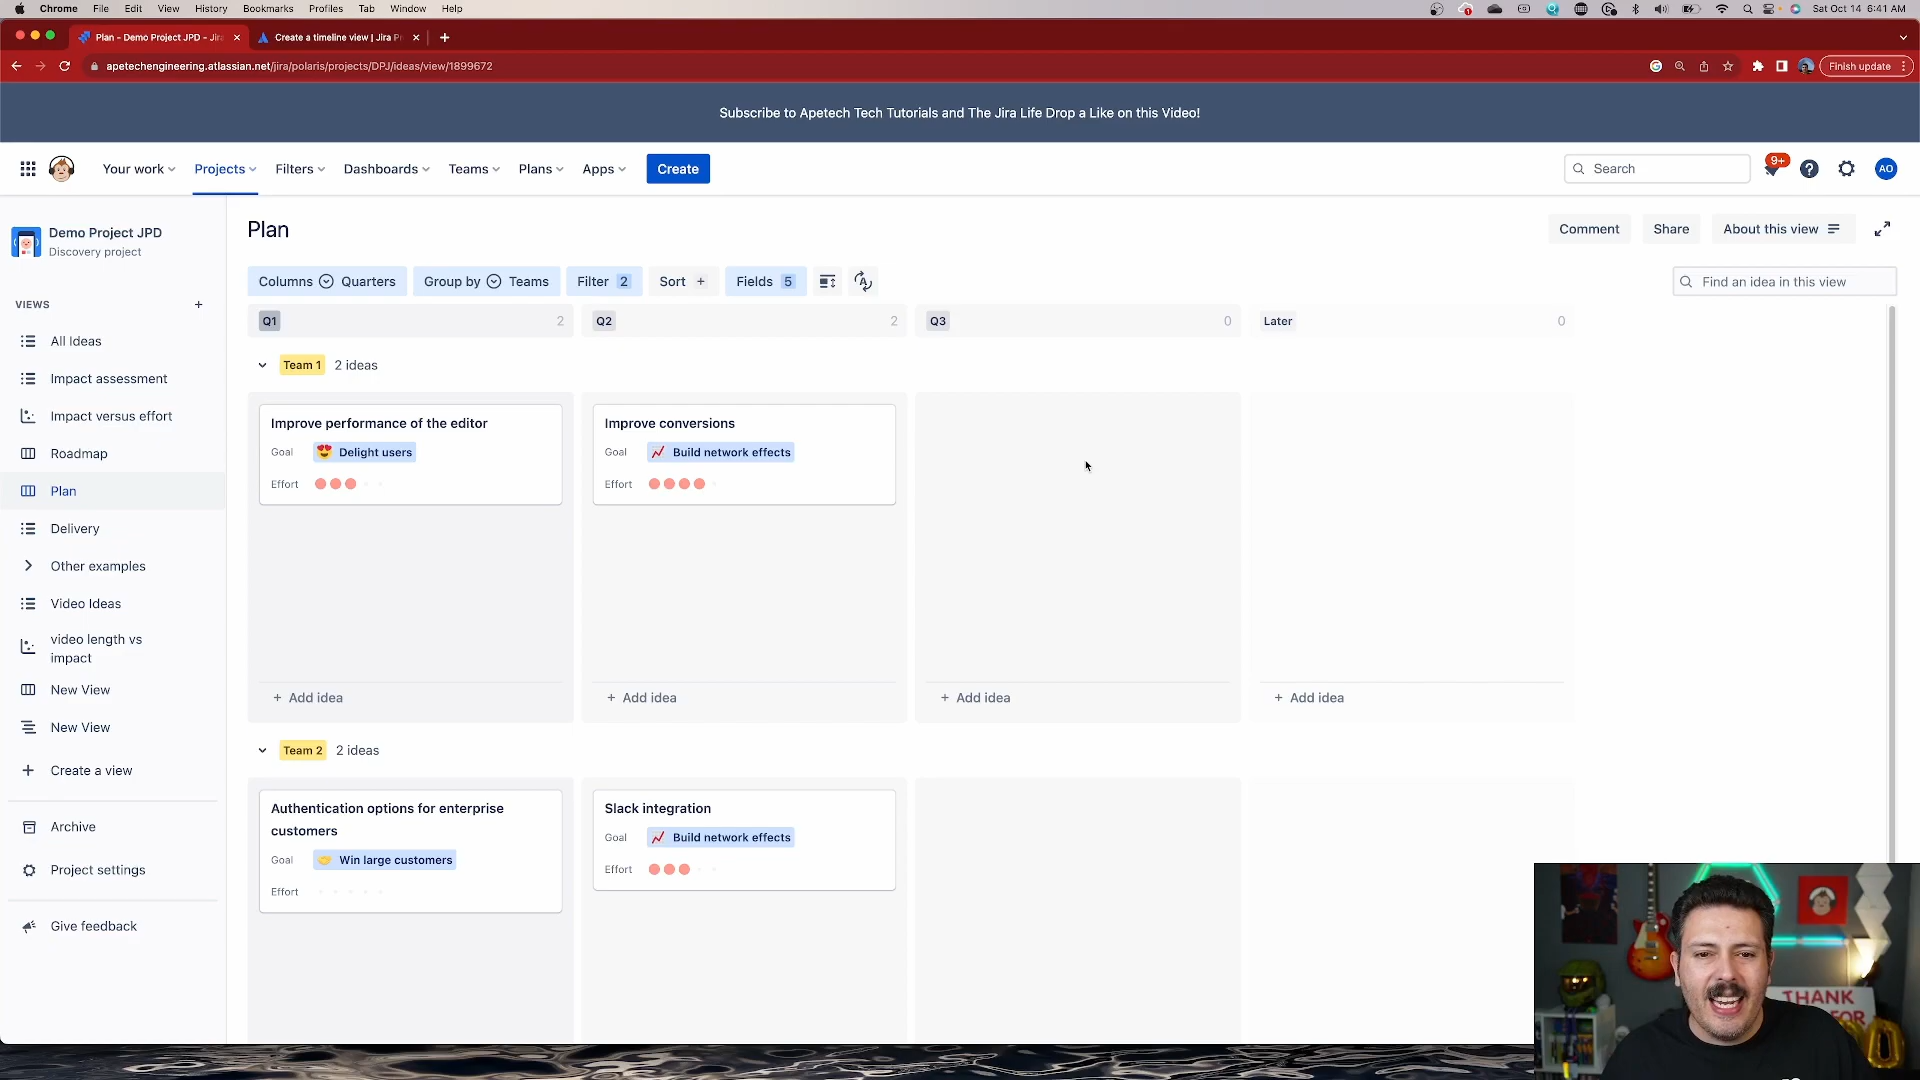 Chrome File Edit View History Bookmarks Profiles Tab Window Help Sat Oct 14 6:41 AM
Plan - Demo Project JPD - Jira
Create a timeline view | Jira P
apetechengineering.atlassian.net/jira/polaris/projects/DPJ/ideas/view/1899672
Finish update
Subscribe to Apetech Tech Tutorials and The Jira Life Drop a Like on this Video!
Your work Projects Filters Dashboards Teams Plans Apps Create
Search
9+
AO
Demo Project JPD
Discovery project
VIEWS
All Ideas
Impact assessment
Impact versus effort
Roadmap
Plan
Delivery
Other examples
Video Ideas
video length vs
impact
New View
New View
Create a view
Archive
Project settings
Give feedback
Plan
Comment Share About this view
Columns Quarters Group by Teams Filter 2 Sort + Fields 5
Find an idea in this view
Q1 2 Q2 2 Q3 0 Later 0
Team 1 2 ideas
Improve performance of the editor
Goal 😍 Delight users
Effort
Improve conversions
Goal 📈 Build network effects
Effort
+ Add idea + Add idea + Add idea + Add idea
Team 2 2 ideas
Authentication options for enterprise
customers
Goal 🤝 Win large customers
Effort
Slack integration
Goal 📈 Build network effects
Effort
THANK
FOR